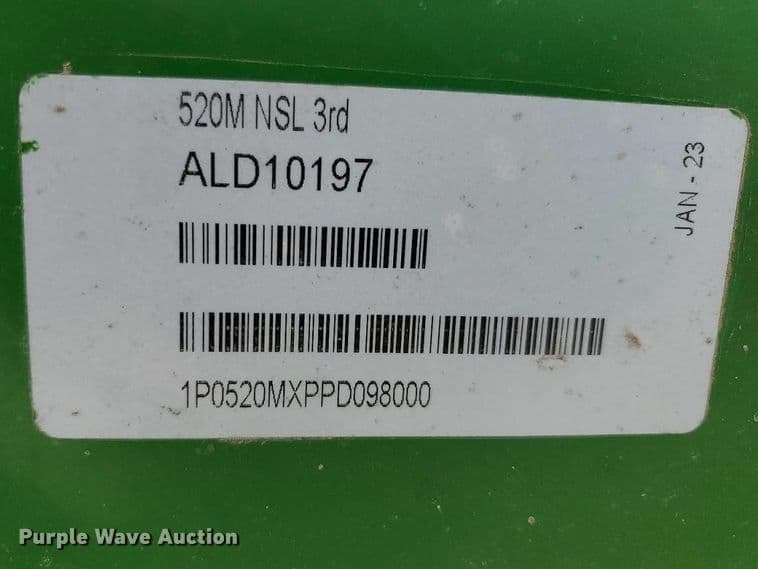 520M NSL 3rd
ALD10197
JAN - 23
1P0520MXPPD098000
Purple Wave Auction